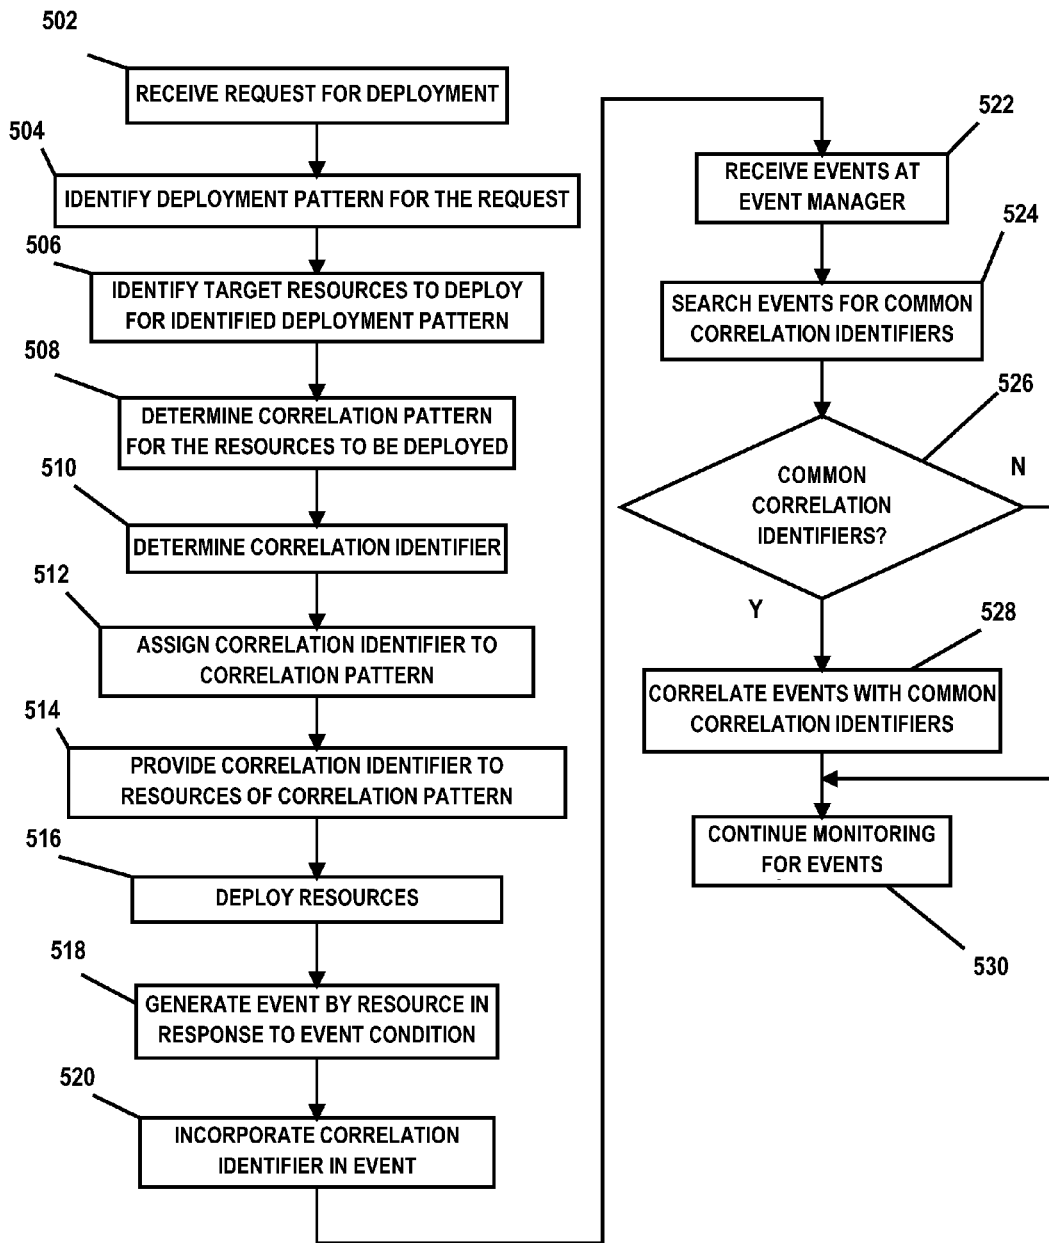 502
RECEIVE REQUEST FOR DEPLOYMENT
504
IDENTIFY DEPLOYMENT PATTERN FOR THE REQUEST
506
IDENTIFY TARGET RESOURCES TO DEPLOY
FOR IDENTIFIED DEPLOYMENT PATTERN
508
DETERMINE CORRELATION PATTERN
FOR THE RESOURCES TO BE DEPLOYED
510
DETERMINE CORRELATION IDENTIFIER
512
ASSIGN CORRELATION IDENTIFIER TO
CORRELATION PATTERN
514
PROVIDE CORRELATION IDENTIFIER TO
RESOURCES OF CORRELATION PATTERN
516
DEPLOY RESOURCES
518
GENERATE EVENT BY RESOURCE IN
RESPONSE TO EVENT CONDITION
520
INCORPORATE CORRELATION
IDENTIFIER IN EVENT
522
RECEIVE EVENTS AT
EVENT MANAGER
524
SEARCH EVENTS FOR COMMON
CORRELATION IDENTIFIERS
526
COMMON
CORRELATION
IDENTIFIERS?
N
Y
528
CORRELATE EVENTS WITH COMMON
CORRELATION IDENTIFIERS
CONTINUE MONITORING
FOR EVENTS
530